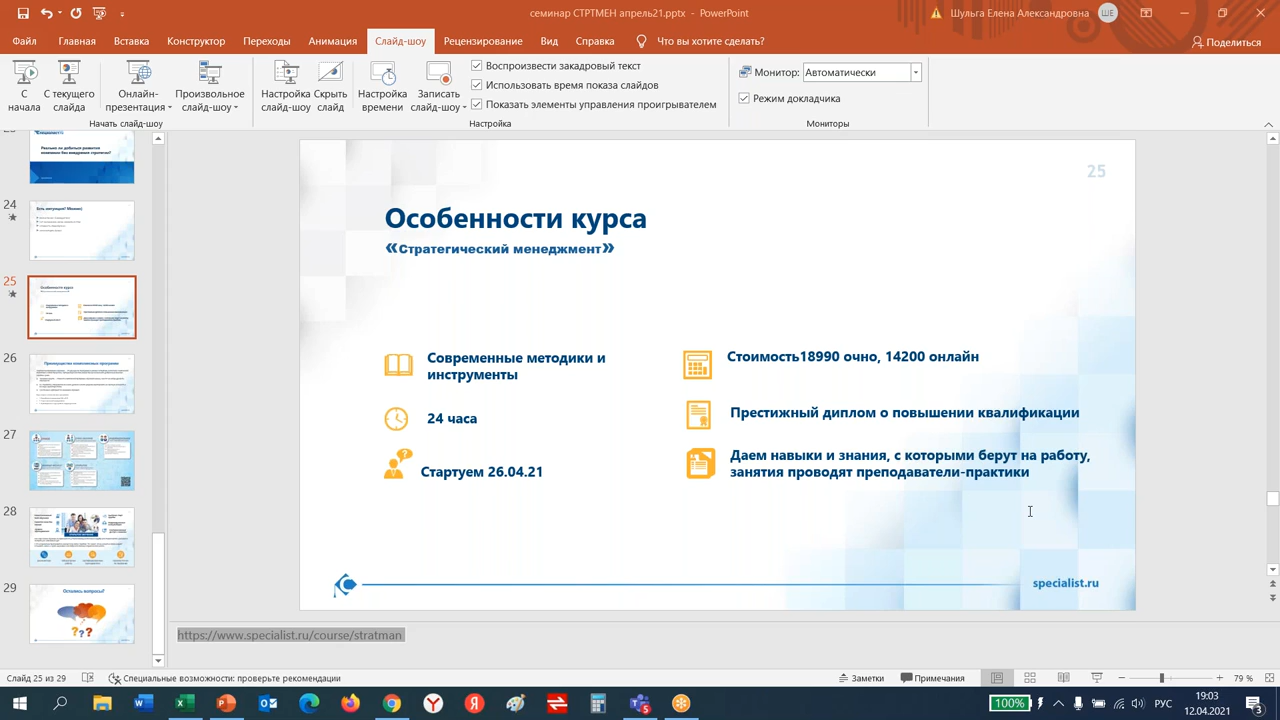 семинар СТРТМЕН апрель21.pptx - PowerPoint
Шульга Елена Александровна
ШЕ
Файл Главная Вставка Конструктор Переходы Анимация Слайд-шоу Рецензирование Вид Справка Что вы хотите сделать? Поделиться
С начала
С текущего слайда
Онлайн-презентация
Произвольное слайд-шоу
Настройка слайд-шоу
Скрыть слайд
Настройка времени
Записать слайд-шоу
Воспроизвести закадровый текст
Использовать время показа слайдов
Показать элементы управления проигрывателем
Монитор: Автоматически
Режим докладчика
Начать слайд-шоу
Настройка
Мониторы
24
25
26
27
28
29
Остались вопросы?
25
Особенности курса
«Стратегический менеджмент»
Современные методики и
инструменты
24 часа
Стартуем 26.04.21
Стоимость18990 очно, 14200 онлайн
Престижный диплом о повышении квалификации
Даем навыки и знания, с которыми берут на работу,
занятия проводят преподаватели-практики
specialist.ru
https://www.specialist.ru/course/stratman
Слайд 25 из 29
Специальные возможности: проверьте рекомендации
Заметки
Примечания
79 %
100%
РУС
19:03
12.04.2021
3